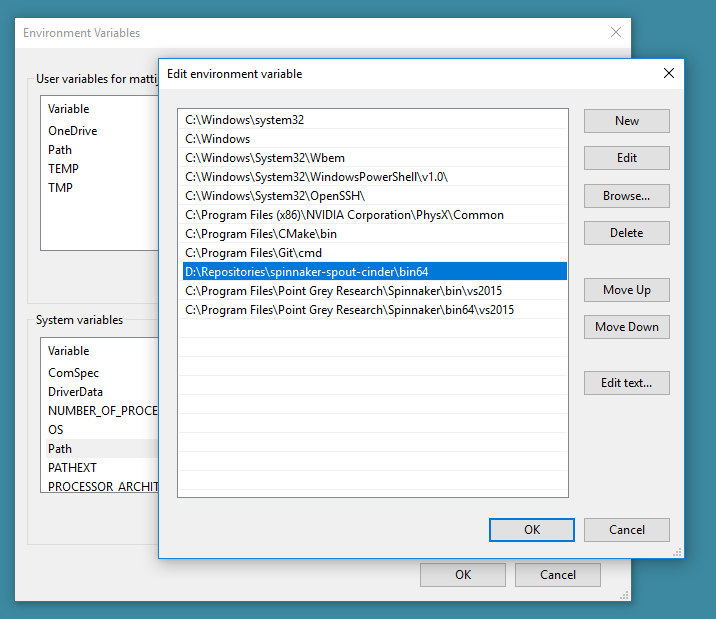 Environment Variables
Edit environment variable
User variables for mattij
Variable
OneDrive
Path
TEMP
TMP
System variables
Variable
ComSpec
DriverData
NUMBER_OF_PROCE
OS
Path
PATHEXT
PROCESSOR_ARCHIT
C:\Windows\system32
C:\Windows
C:\Windows\System32\Wbem
C:\Windows\System32\WindowsPowerShell\v1.0\
C:\Windows\System32\OpenSSH\
C:\Program Files (x86)\NVIDIA Corporation\PhysX\Common
C:\Program Files\CMake\bin
C:\Program Files\Git\cmd
D:\Repositories\spinnaker-spout-cinder\bin64
C:\Program Files\Point Grey Research\Spinnaker\bin\vs2015
C:\Program Files\Point Grey Research\Spinnaker\bin64\vs2015
New
Edit
Browse...
Delete
Move Up
Move Down
Edit text...
OK
Cancel
OK
Cancel